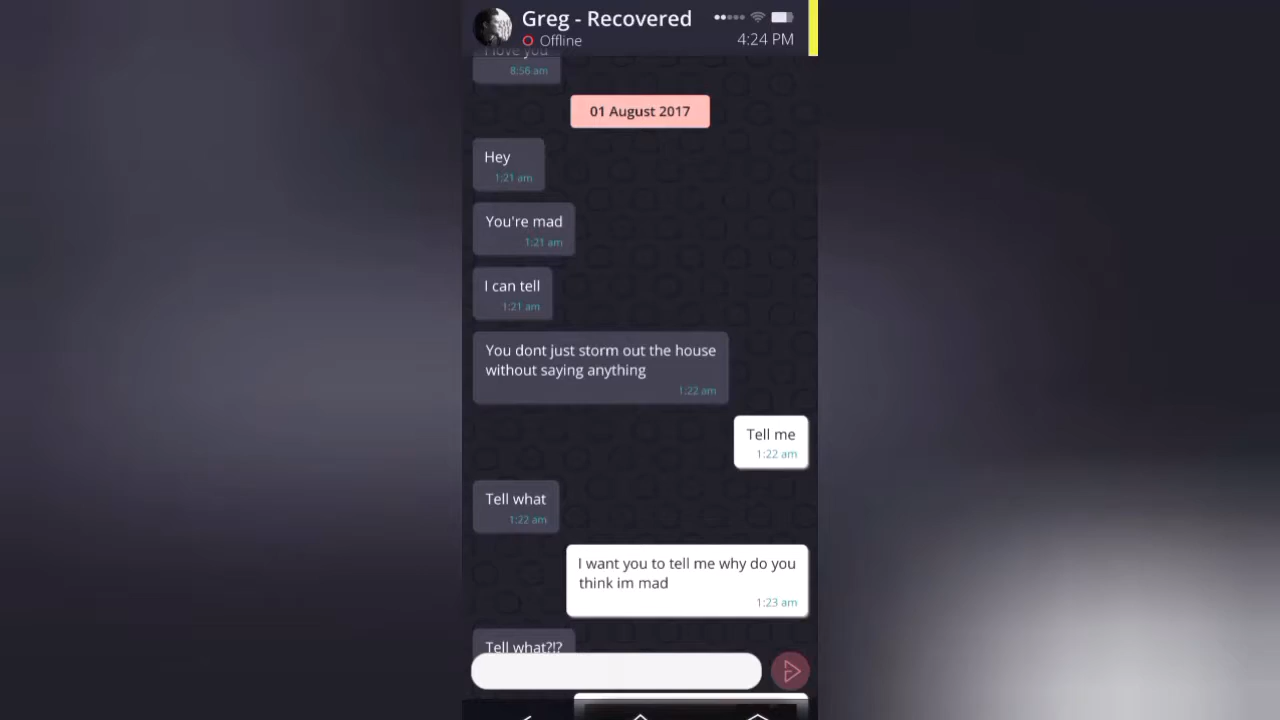 Greg - Recovered
Offline
4:24 PM
I love you
8:56 am
01 August 2017
Hey
1:21 am
You're mad
1:21 am
I can tell
1:21 am
You dont just storm out the house
without saying anything
1:22 am
Tell me
1:22 am
Tell what
1:22 am
I want you to tell me why do you
think im mad
1:23 am
Tell what?!?